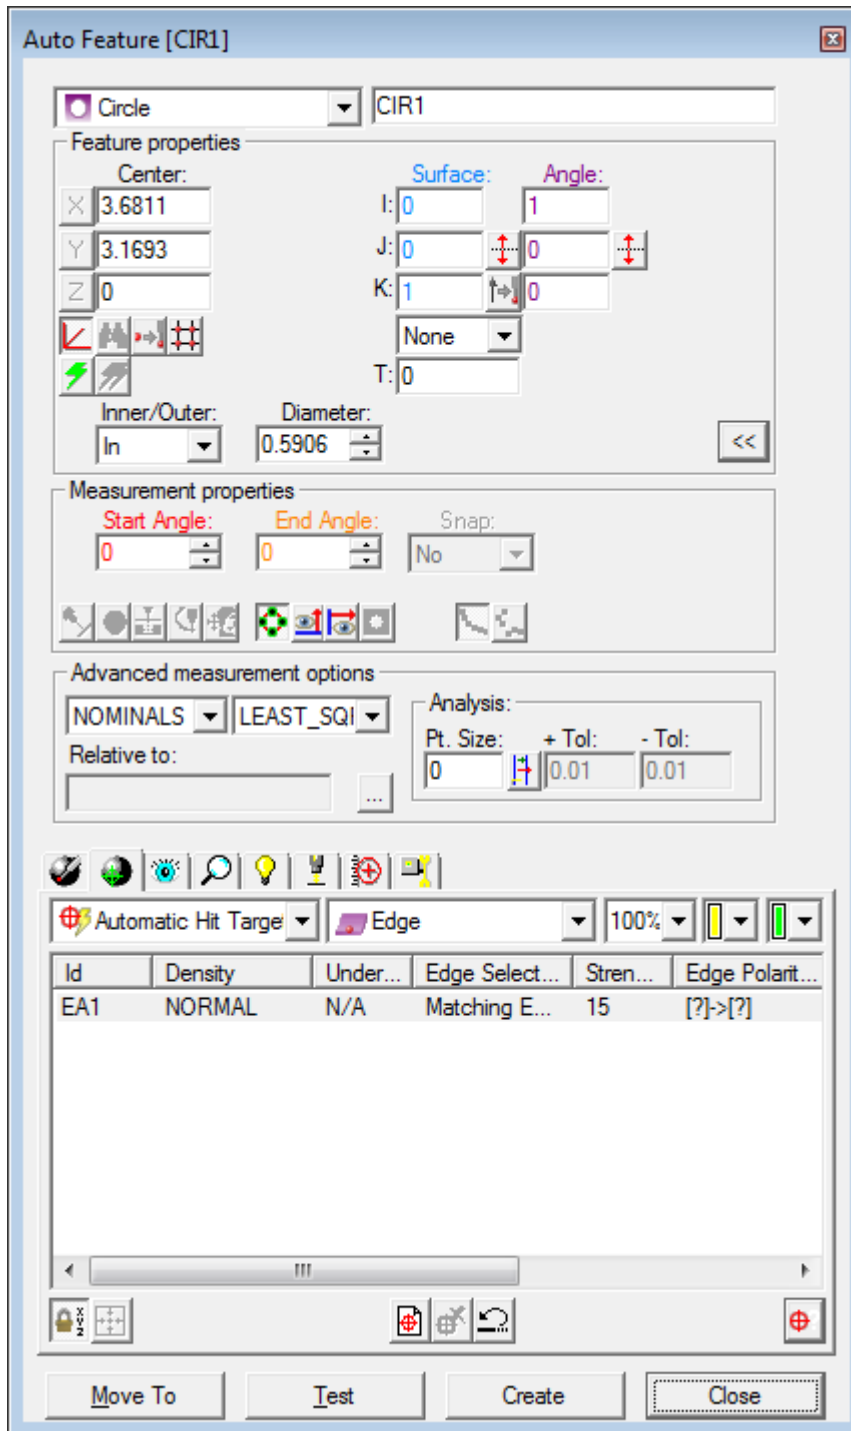 Auto Feature [CIR1]
Circle CIR1
Feature properties
Center: Surface: Angle:
X 3.6811 I: 0 1
Y 3.1693 J: 0 0
Z 0 K: 1 0
None
T: 0
Inner/Outer: Diameter:
In 0.5906 <<
Measurement properties
Start Angle: End Angle: Snap:
0 0 No
Advanced measurement options
NOMINALS LEAST_SQI Analysis:
Relative to: Pt. Size: + Tol: - Tol:
0 0.01 0.01
...
Automatic Hit Targe Edge 100%
Id Density Under... Edge Select... Stren... Edge Polarit...
EA1 NORMAL N/A Matching E... 15 [?]->[?]
XYZ
Move To Test Create Close